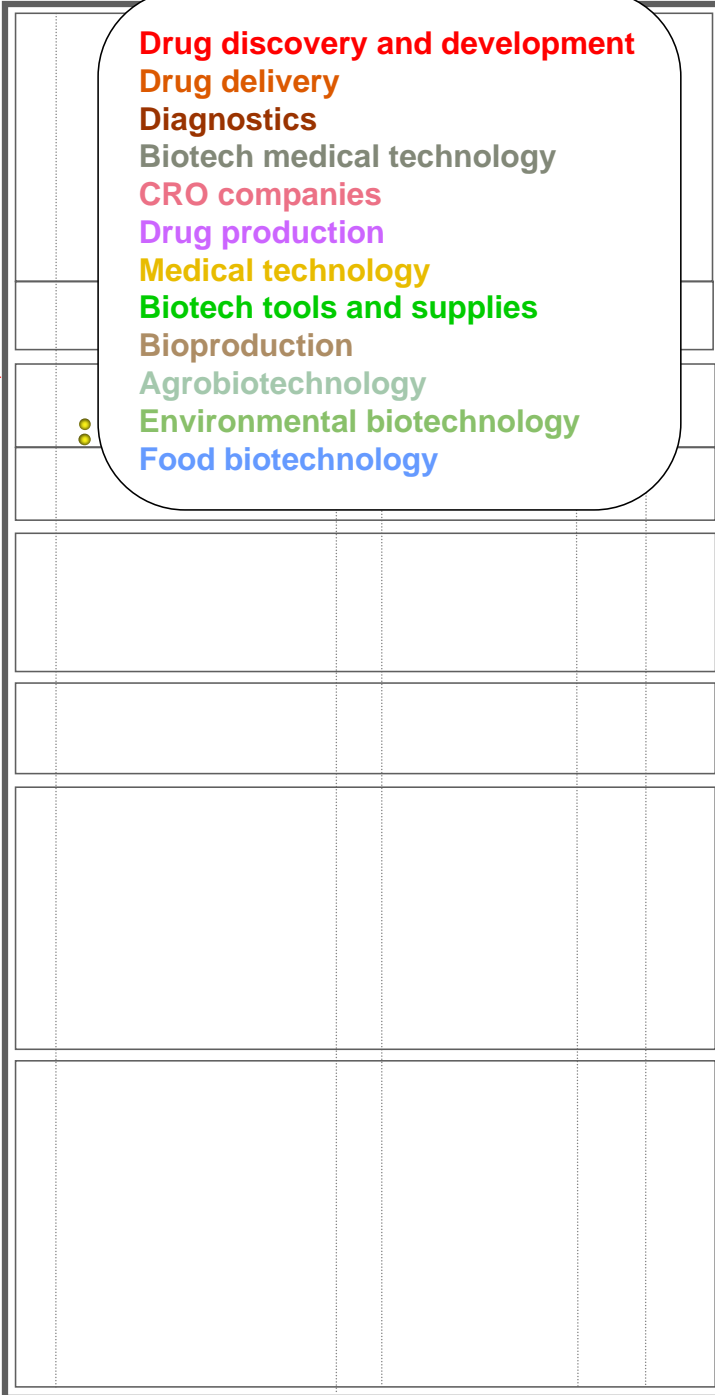 Drug discovery and development
Drug delivery
Diagnostics
Biotech medical technology
CRO companies
Drug production
Medical technology
Biotech tools and supplies
Bioproduction
Agrobiotechnology
Environmental biotechnology
Food biotechnology